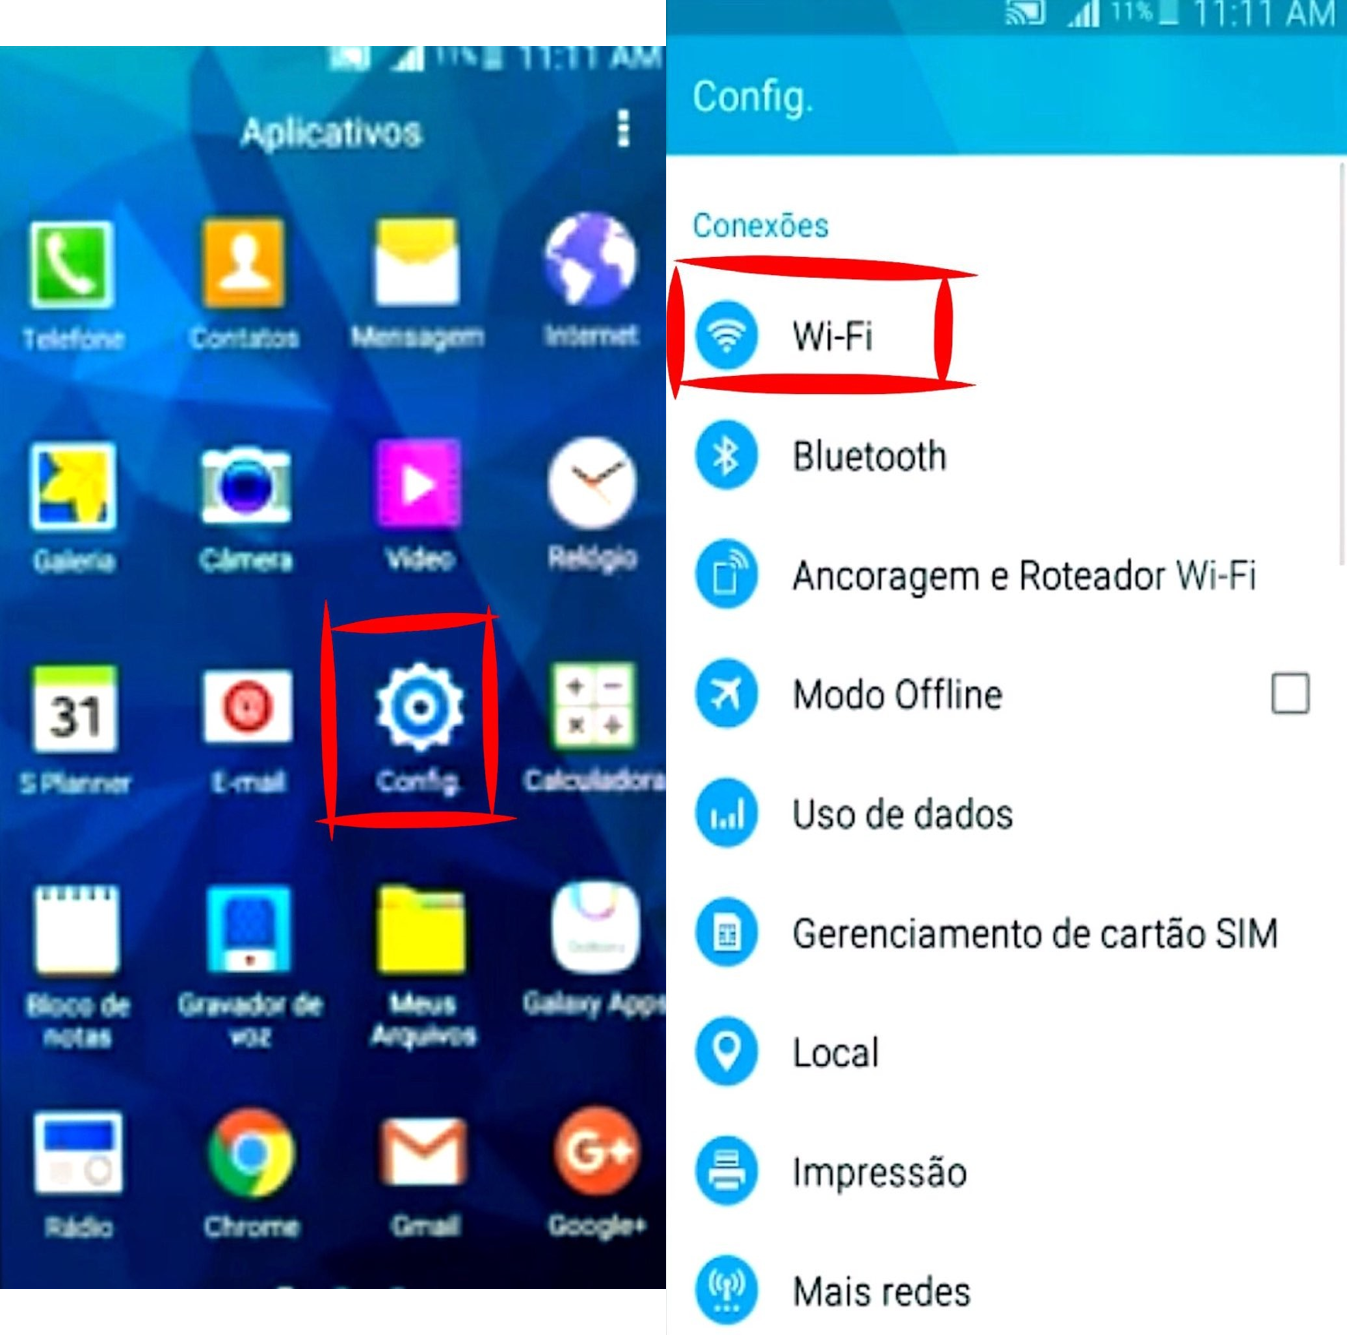 11% 11:11 AM
Aplicativos
Telefone
Contatos
Mensagem
Internet
Galeria
Câmera
Vídeo
Relógio
31
S Planner
E-mail
Config.
Calculadora
Bloco de
notas
Gravador de
voz
Meus
Arquivos
Galaxy Apps
Rádio
Chrome
Gmail
G+
Google+
11% 11:11 AM
Config.
Conexões
Wi-Fi
Bluetooth
Ancoragem e Roteador Wi-Fi
Modo Offline
Uso de dados
Gerenciamento de cartão SIM
Local
Impressão
Mais redes